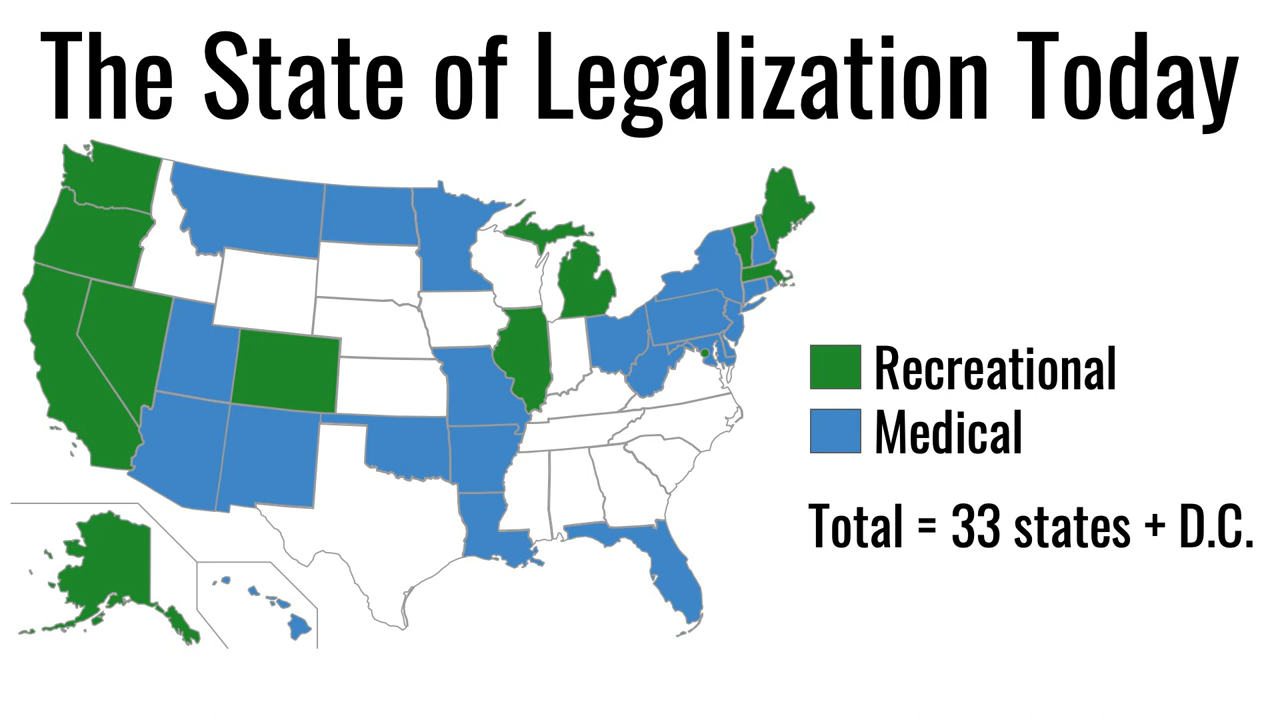 The State of Legalization Today
Recreational
Medical
Total = 33 states + D.C.